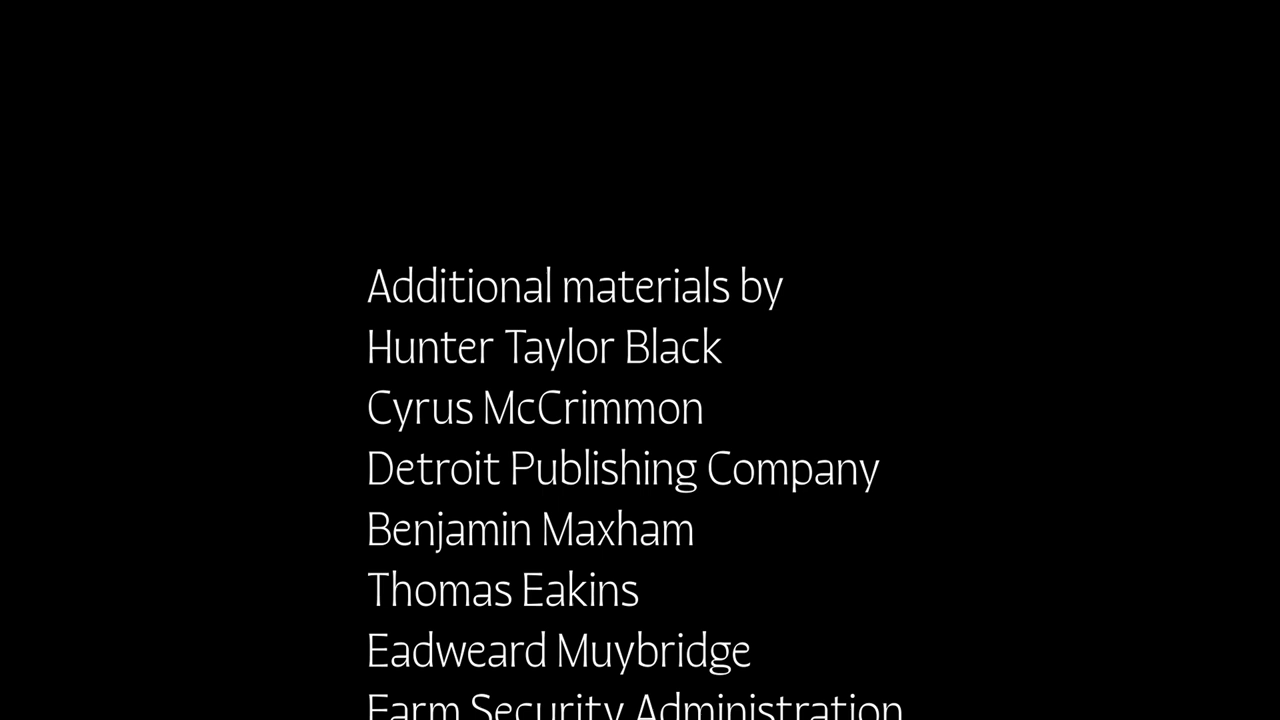 Additional materials by
Hunter Taylor Black
Cyrus McCrimmon
Detroit Publishing Company
Benjamin Maxham
Thomas Eakins
Eadweard Muybridge
Farm Security Administration